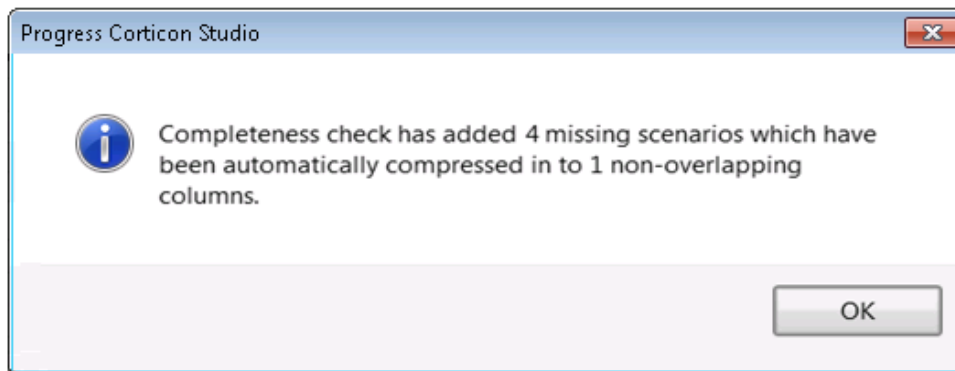 Progress Corticon Studio
Completeness check has added 4 missing scenarios which have
been automatically compressed in to 1 non-overlapping
columns.
OK